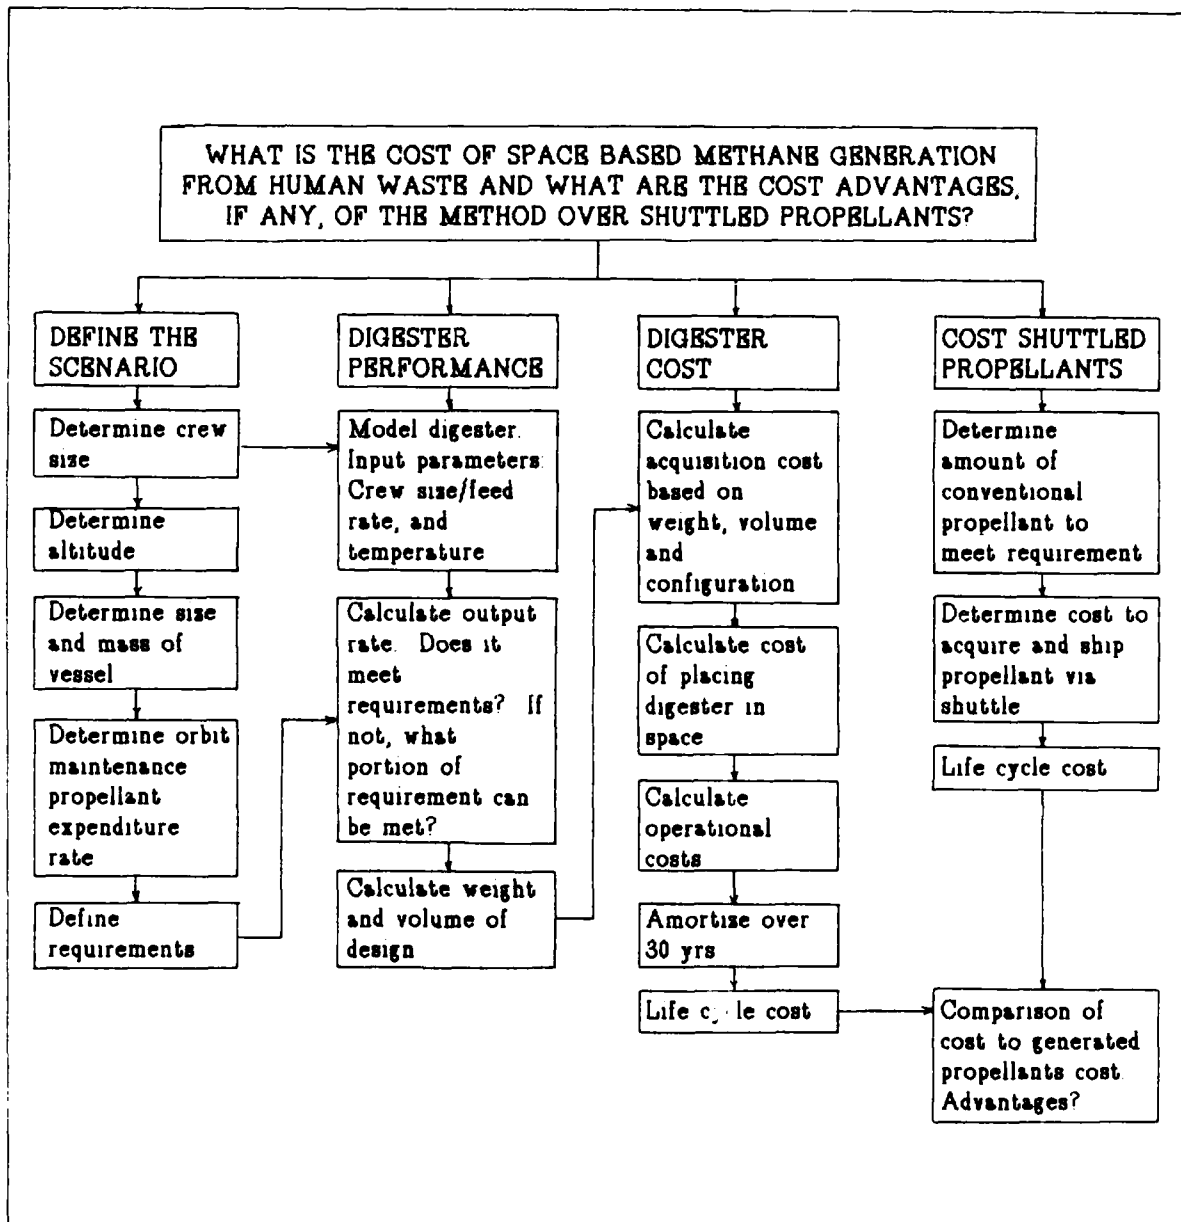 WHAT IS THE COST OF SPACE BASED METHANE GENERATION
FROM HUMAN WASTE AND WHAT ARE THE COST ADVANTAGES,
IF ANY, OF THE METHOD OVER SHUTTLED PROPELLANTS?
DEFINE THE
SCENARIO
Determine crew
size
Determine
altitude
Determine size
and mass of
vessel
Determine orbit
maintenance
propellant
expenditure
rate
Define
requirements
DIGESTER
PERFORMANCE
Model digester.
Input parameters
Crew size/feed
rate, and
temperature
Calculate output
rate. Does it
meet
requirements? If
not, what
portion of
requirement can
be met?
Calculate weight
and volume of
design
DIGESTER
COST
Calculate
acquisition cost
based on
weight, volume
and
configuration
Calculate cost
of placing
digester in
space
Calculate
operational
costs
Amortize over
30 yrs
Life cost
COST SHUTTLED
PROPELLANTS
Determine
amount of
conventional
propellant to
meet requirement
Determine cost to
acquire and ship
propellant via
shuttle
Life cycle cost
Comparison of
cost to generated
propellants cost
Advantages?